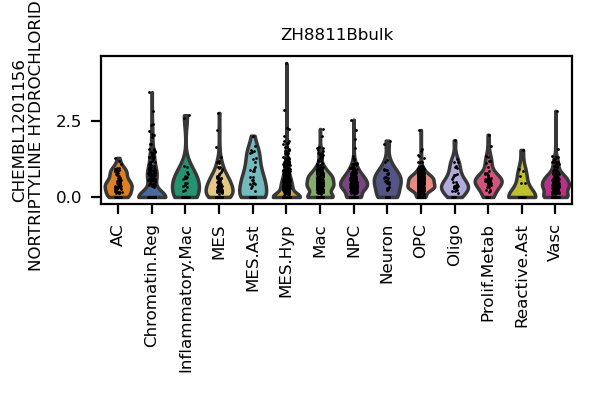 ZH8811Bbulk
CHEMBL1201156
NORTRIPTYLINE HYDROCHLORID
2.5
0.0
AC
Chromatin.Reg
Inflammatory.Mac
MES
MES.Ast
MES.Hyp
Mac
NPC
Neuron
OPC
Oligo
Prolif.Metab
Reactive.Ast
Vasc